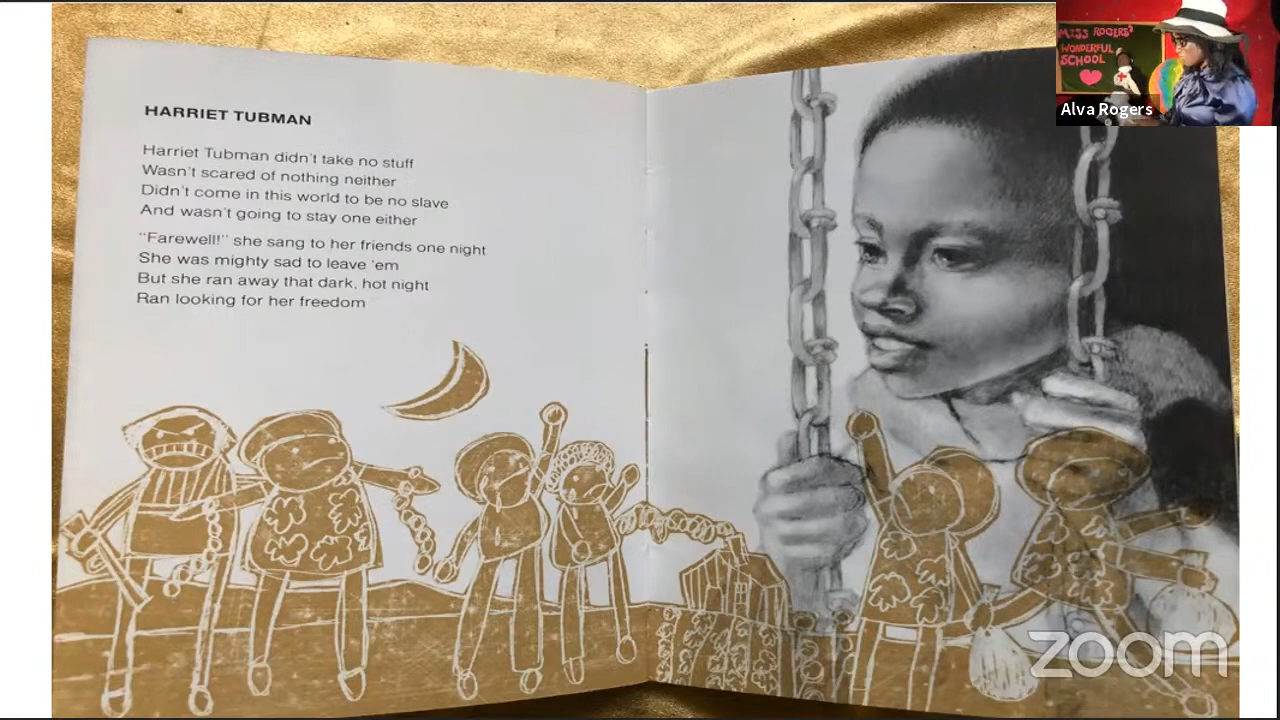 HARRIET TUBMAN
Harriet Tubman didn't take no stuff
Wasn't scared of nothing neither
Didn't come in this world to be no slave
And wasn't going to stay one either
"Farewell!" she sang to her friends one night
She was mighty sad to leave 'em
But she ran away that dark, hot night
Ran looking for her freedom
MISS ROGERS'
WONDERFUL
SCHOOL
Alva Rogers
zoom